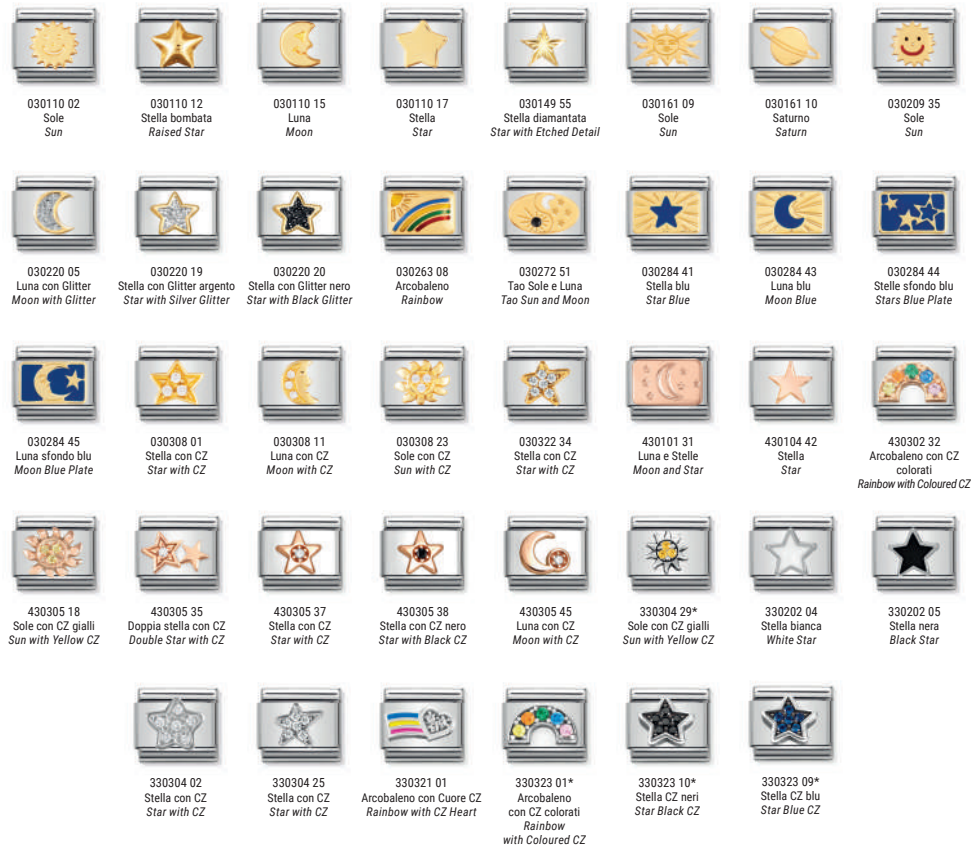 030110 02
Sole
Sun
030110 12
Stella bombata
Raised Star
030110 15
Luna
Moon
030110 17
Stella
Star
030149 55
Stella diamantata
Star with Etched Detail
030161 09
Sole
Sun
030161 10
Saturno
Saturn
030209 35
Sole
Sun
030220 05
Luna con Glitter
Moon with Glitter
030220 19
Stella con Glitter argento
Star with Silver Glitter
030220 20
Stella con Glitter nero
Star with Black Glitter
030263 08
Arcobaleno
Rainbow
030272 51
Tao Sole e Luna
Tao Sun and Moon
030284 41
Stella blu
Star Blue
030284 43
Luna blu
Moon Blue
030284 44
Stelle sfondo blu
Stars Blue Plate
030284 45
Luna sfondo blu
Moon Blue Plate
030308 01
Stella con CZ
Star with CZ
030308 11
Luna con CZ
Moon with CZ
030308 23
Sole con CZ
Sun with CZ
030322 34
Stella con CZ
Star with CZ
430101 31
Luna e Stelle
Moon and Star
430104 42
Stella
Star
430302 32
Arcobaleno con CZ
colorati
Rainbow with Coloured CZ
430305 18
Sole con CZ gialli
Sun with Yellow CZ
430305 35
Doppia stella con CZ
Double Star with CZ
430305 37
Stella con CZ
Star with CZ
430305 38
Stella con CZ nero
Star with Black CZ
430305 45
Luna con CZ
Moon with CZ
330304 29*
Sole con CZ gialli
Sun with Yellow CZ
330202 04
Stella bianca
White Star
330202 05
Stella nera
Black Star
330304 02
Stella con CZ
Star with CZ
330304 25
Stella con CZ
Star with CZ
330321 01
Arcobaleno con Cuore CZ
Rainbow with CZ Heart
330323 01*
Arcobaleno
con CZ colorati
Rainbow
with Coloured CZ
330323 10*
Stella CZ neri
Star Black CZ
330323 09*
Stella CZ blu
Star Blue CZ